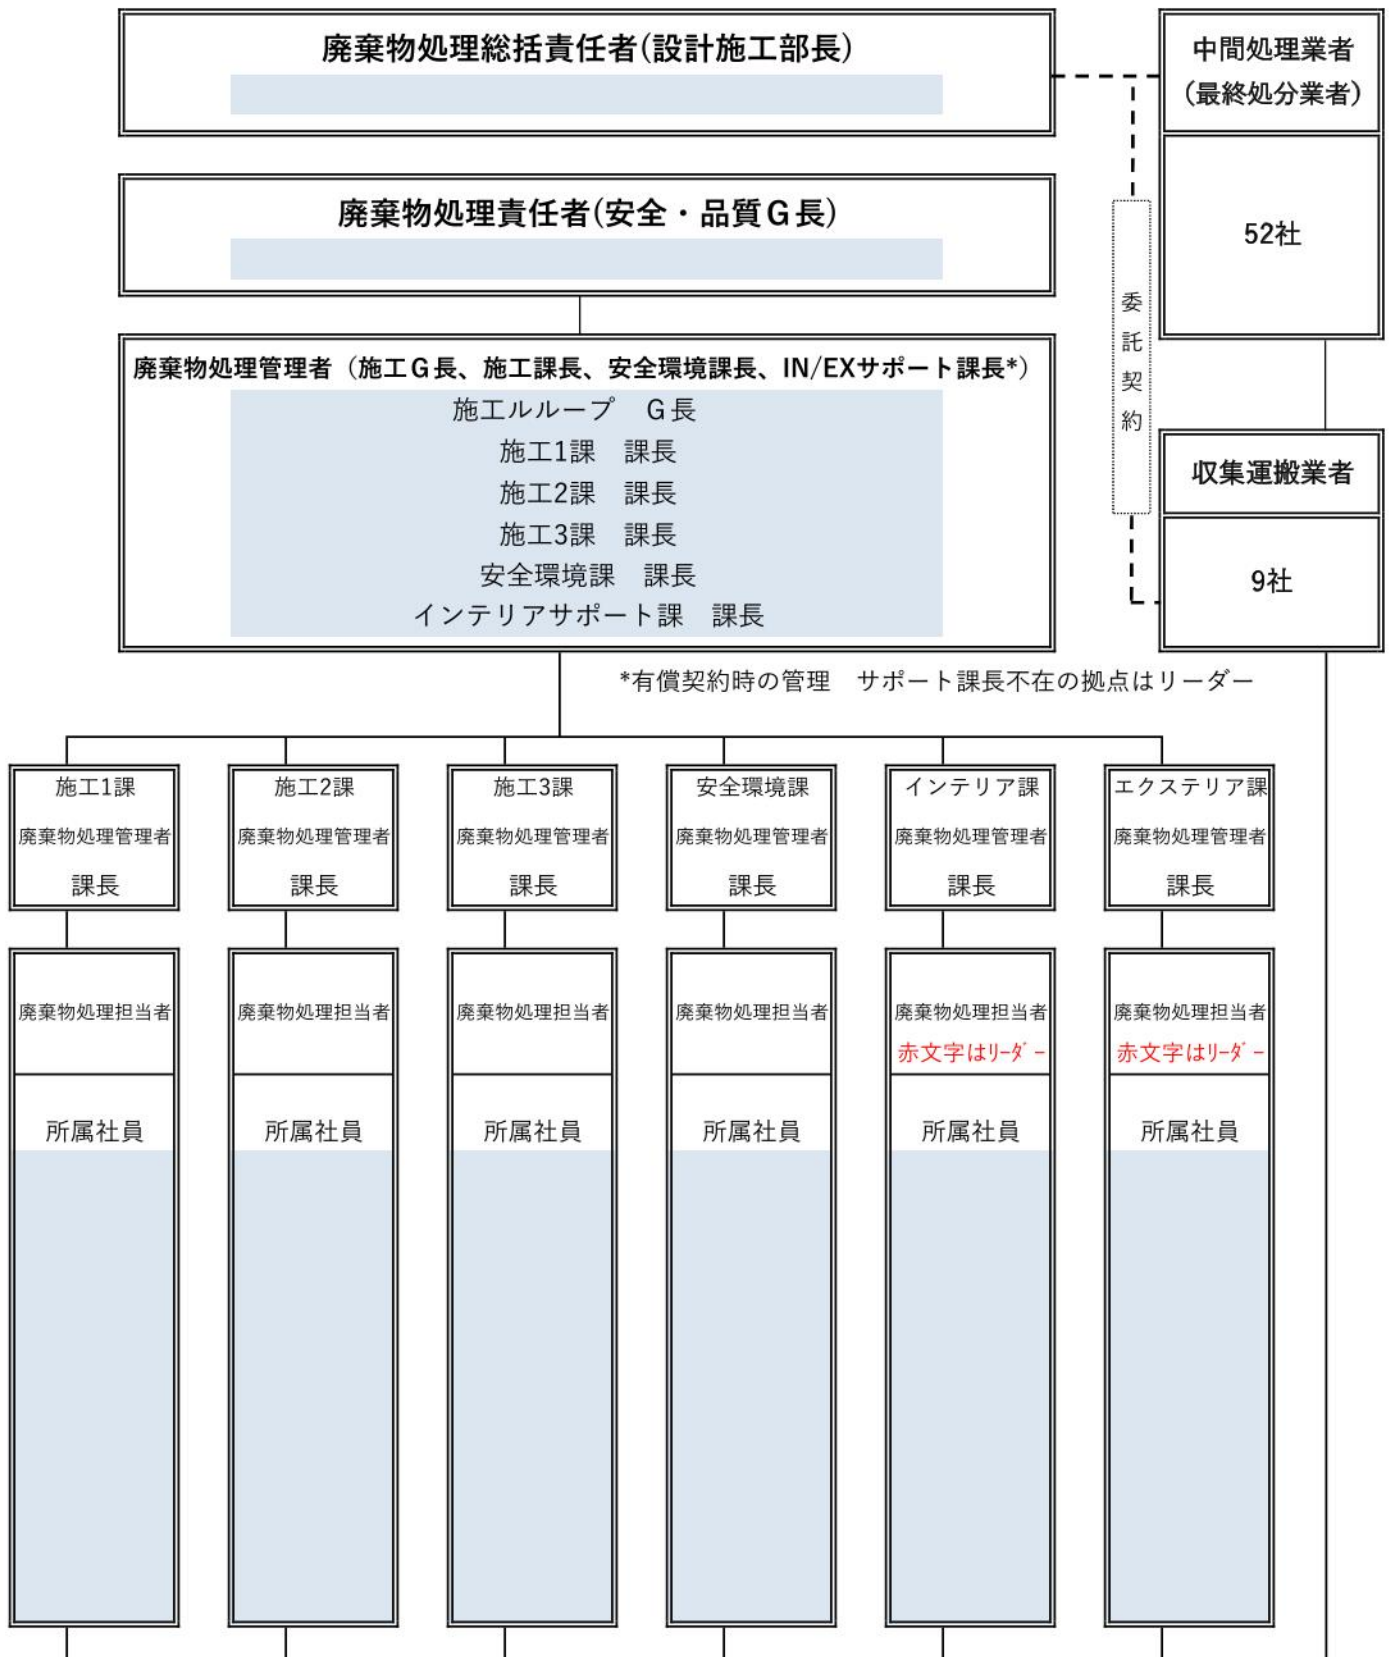 廃棄物処理総括責任者(設計施工部長)
中間処理業者
（最終処分業者）
52社
廃棄物処理責任者(安全・品質Ｇ長)
委託契約
廃棄物処理管理者（施工Ｇ長、施工課長、安全環境課長、IN/EXサポート課長*）
施工ルループ　Ｇ長
施工1課　課長
施工2課　課長
施工3課　課長
安全環境課　課長
インテリアサポート課　課長
収集運搬業者
9社
*有償契約時の管理　サポート課長不在の拠点はリーダー
施工1課
廃棄物処理管理者
課長
施工2課
廃棄物処理管理者
課長
施工3課
廃棄物処理管理者
課長
安全環境課
廃棄物処理管理者
課長
インテリア課
廃棄物処理管理者
課長
エクステリア課
廃棄物処理管理者
課長
廃棄物処理担当者
所属社員
廃棄物処理担当者
所属社員
廃棄物処理担当者
所属社員
廃棄物処理担当者
所属社員
廃棄物処理担当者
赤文字はﾘｰﾀﾞｰ
所属社員
廃棄物処理担当者
赤文字はﾘｰﾀﾞｰ
所属社員